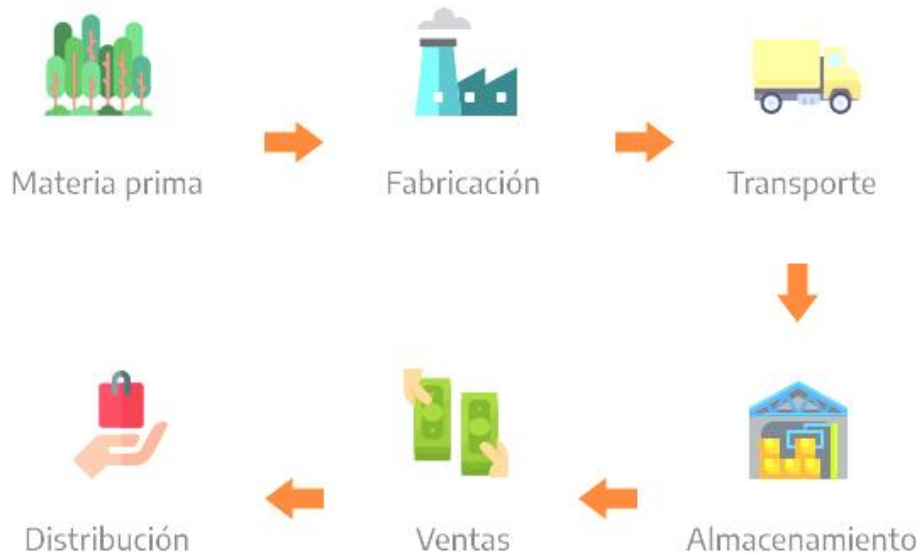 Materia prima
Fabricación
Transporte
Distribución
Ventas
Almacenamiento